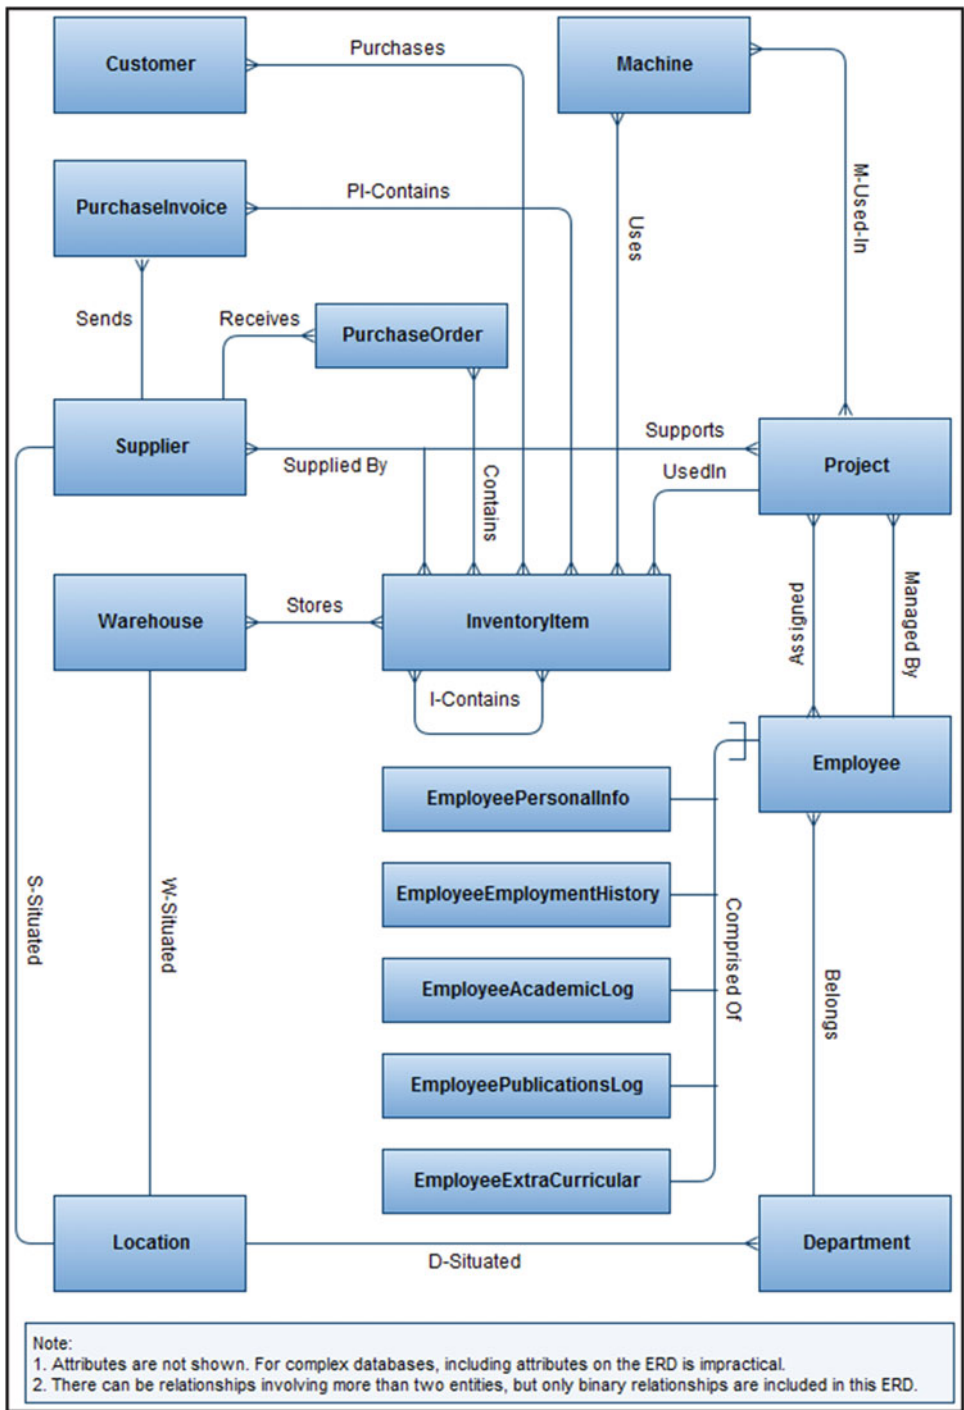 Customer
Purchases
Machine
PurchaseInvoice
PI-Contains
Uses
M-Used-In
Sends
Receives
PurchaseOrder
Supplier
Supplied By
Contains
Supports
UsedIn
Project
Warehouse
Stores
InventoryItem
I-Contains
Assigned
Managed By
Employee
EmployeePersonalInfo
EmployeeEmploymentHistory
EmployeeAcademicLog
EmployeePublicationsLog
EmployeeExtraCurricular
Comprised Of
S-Situated
W-Situated
Belongs
Location
D-Situated
Department
Note:
1. Attributes are not shown. For complex databases, including attributes on the ERD is impractical.
2. There can be relationships involving more than two entities, but only binary relationships are included in this ERD.